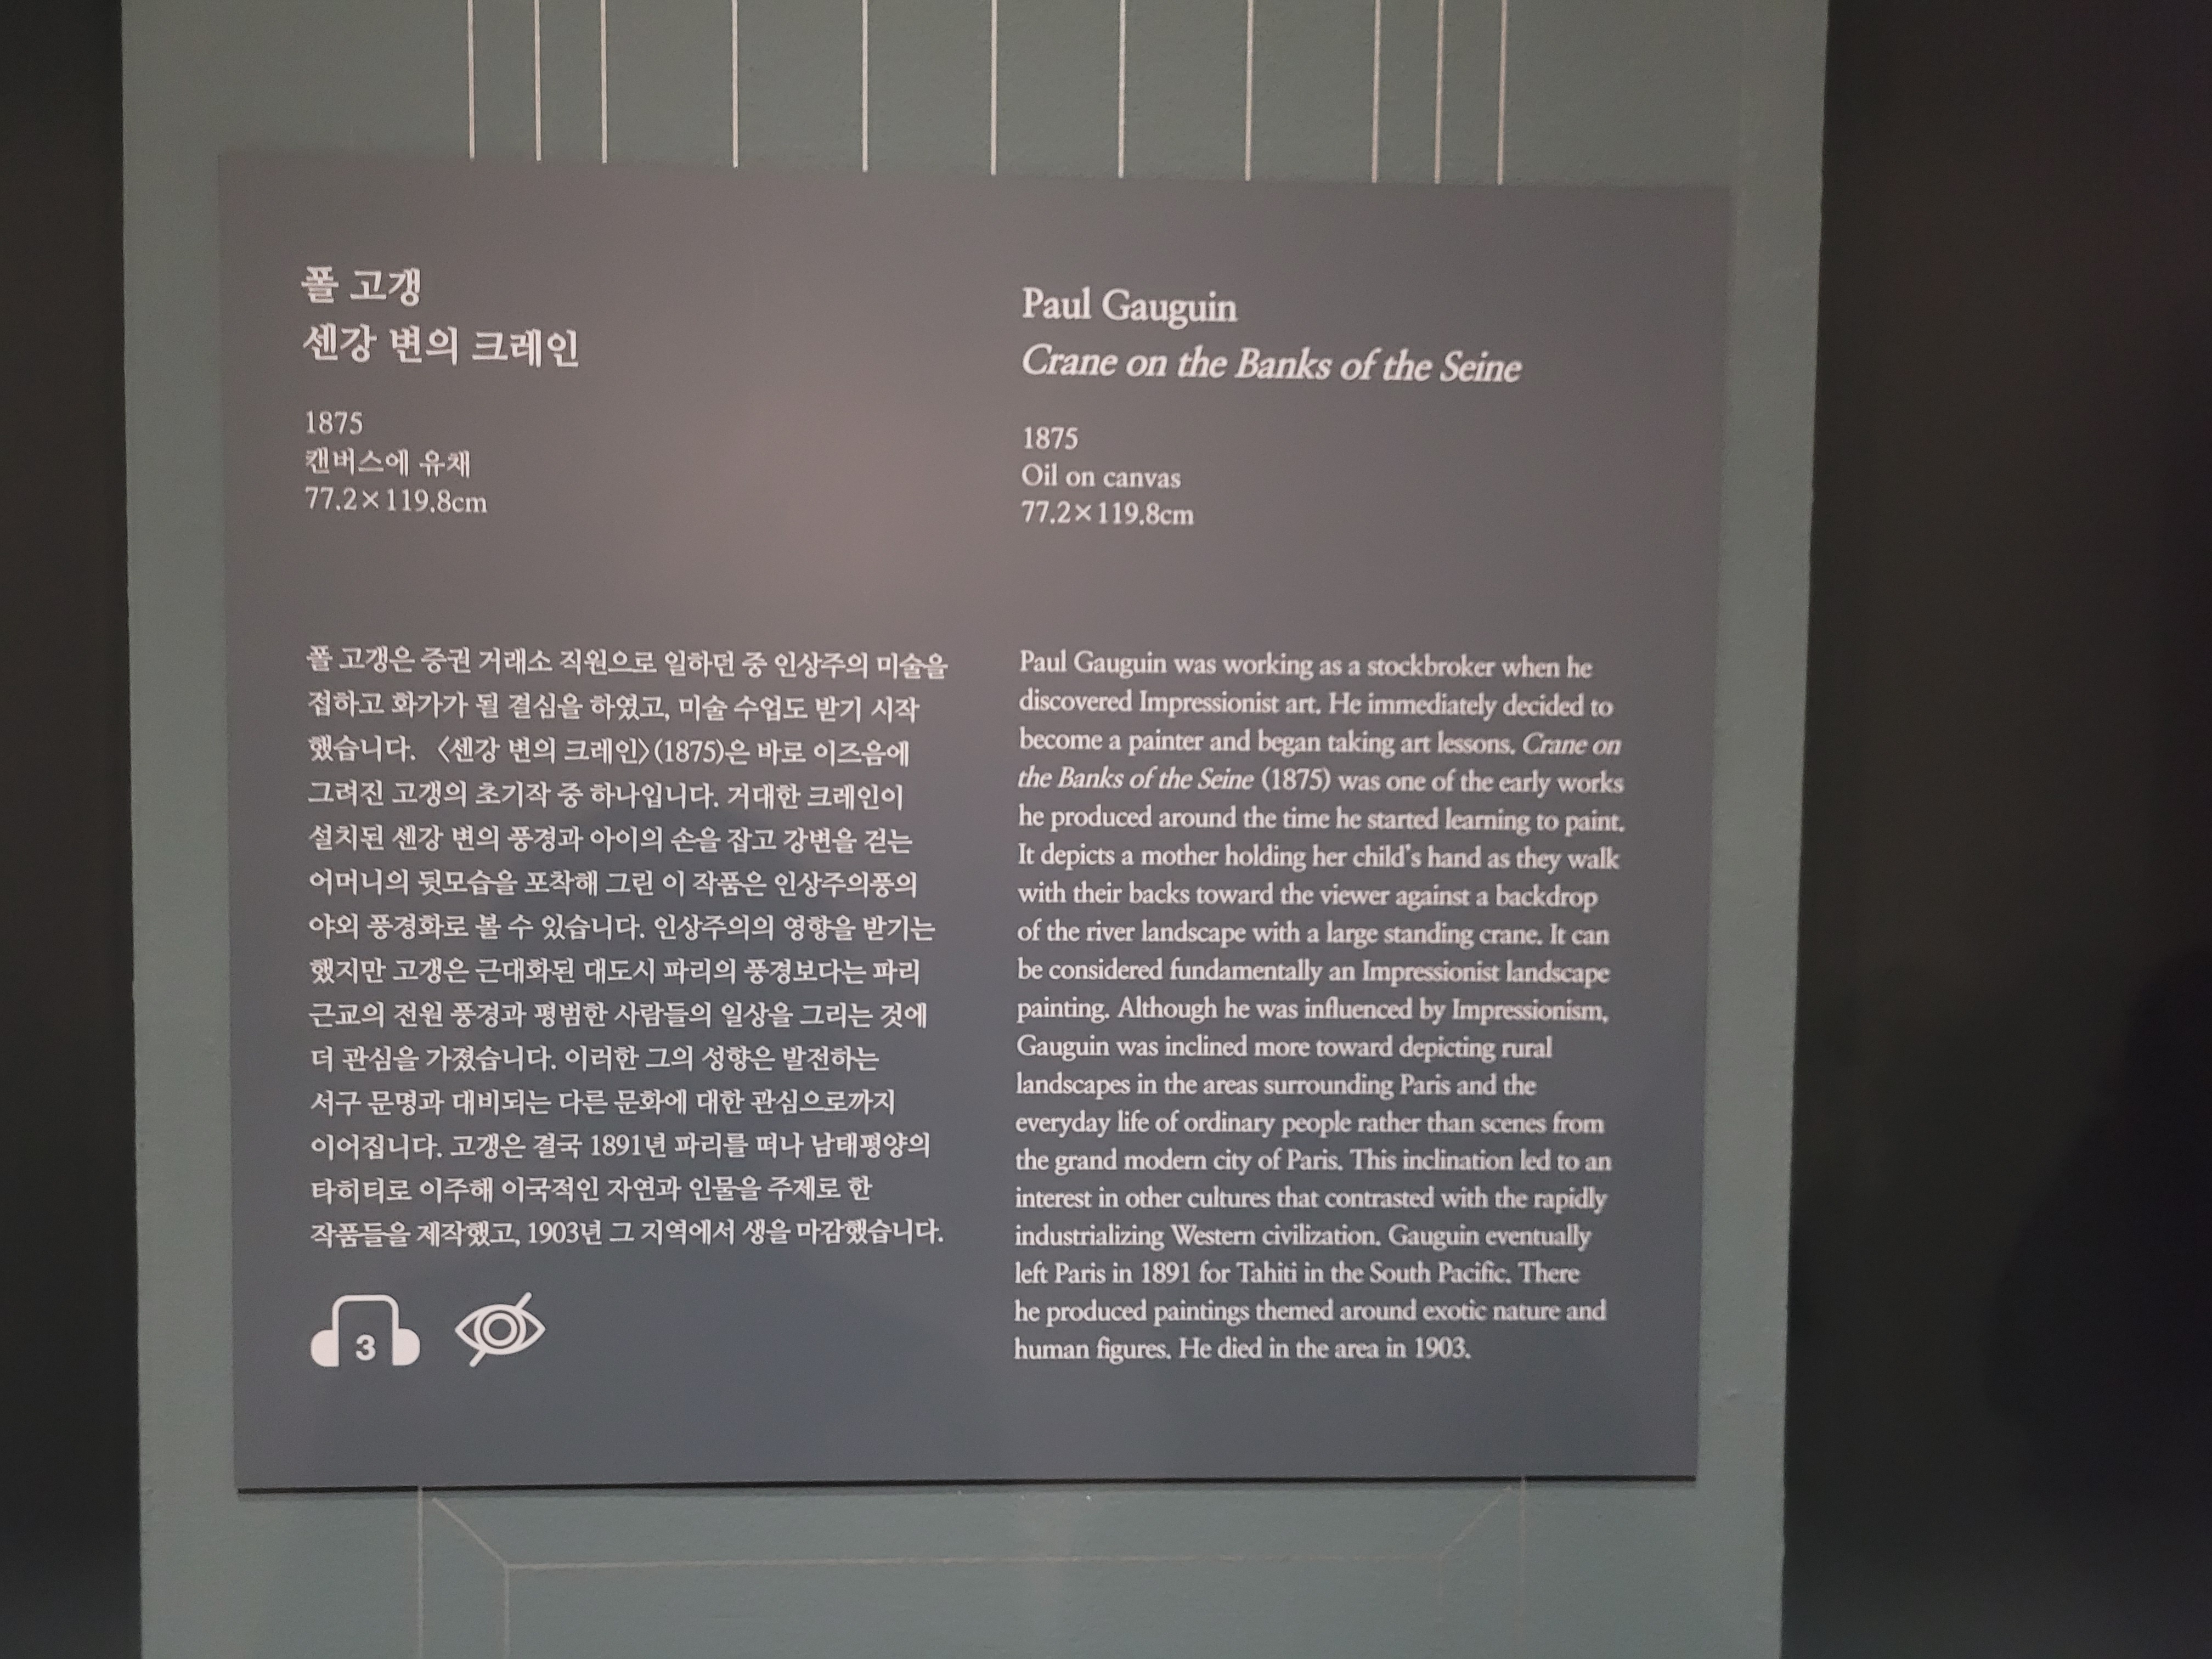 폴 고갱
센강 변의 크레인
1875
캔버스에 유채
77.2×119.8cm
폴 고갱은 증권 거래소 직원으로 일하던 중 인상주의 미술을
접하고 화가가 될 결심을 하였고, 미술 수업도 받기 시작
했습니다. 〈센강 변의 크레인〉(1875)은 바로 이즈음에
그려진 고갱의 초기작 중 하나입니다. 거대한 크레인이
설치된 센강 변의 풍경과 아이의 손을 잡고 강변을 걷는
어머니의 뒷모습을 포착해 그린 이 작품은 인상주의풍의
야외 풍경화로 볼 수 있습니다. 인상주의의 영향을 받기는
했지만 고갱은 근대화된 대도시 파리의 풍경보다는 파리
근교의 전원 풍경과 평범한 사람들의 일상을 그리는 것에
더 관심을 가졌습니다. 이러한 그의 성향은 발전하는
서구 문명과 대비되는 다른 문화에 대한 관심으로까지
이어집니다. 고갱은 결국 1891년 파리를 떠나 남태평양의
타히티로 이주해 이국적인 자연과 인물을 주제로 한
작품들을 제작했고, 1903년 그 지역에서 생을 마감했습니다.
3
Paul Gauguin
Crane on the Banks of the Seine
1875
Oil on canvas
77.2×119.8cm
Paul Gauguin was working as a stockbroker when he
discovered Impressionist art. He immediately decided to
become a painter and began taking art lessons. Crane on
the Banks of the Seine (1875) was one of the early works
he produced around the time he started learning to paint.
It depicts a mother holding her child's hand as they walk
with their backs toward the viewer against a backdrop
of the river landscape with a large standing crane. It can
be considered fundamentally an Impressionist landscape
painting. Although he was influenced by Impressionism,
Gauguin was inclined more toward depicting rural
landscapes in the areas surrounding Paris and the
everyday life of ordinary people rather than scenes from
the grand modern city of Paris. This inclination led to an
interest in other cultures that contrasted with the rapidly
industrializing Western civilization. Gauguin eventually
left Paris in 1891 for Tahiti in the South Pacific. There
he produced paintings themed around exotic nature and
human figures. He died in the area in 1903.